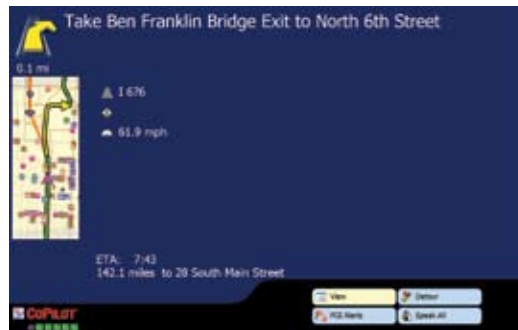 Take Ben Franklin Bridge Exit to North 6th Street
0.1 mi
I 676
61.9 mph
ETA: 7:43
142.1 miles to 28 South Main Street
View
Detour
POI Alerts
Speak All
COPILOT